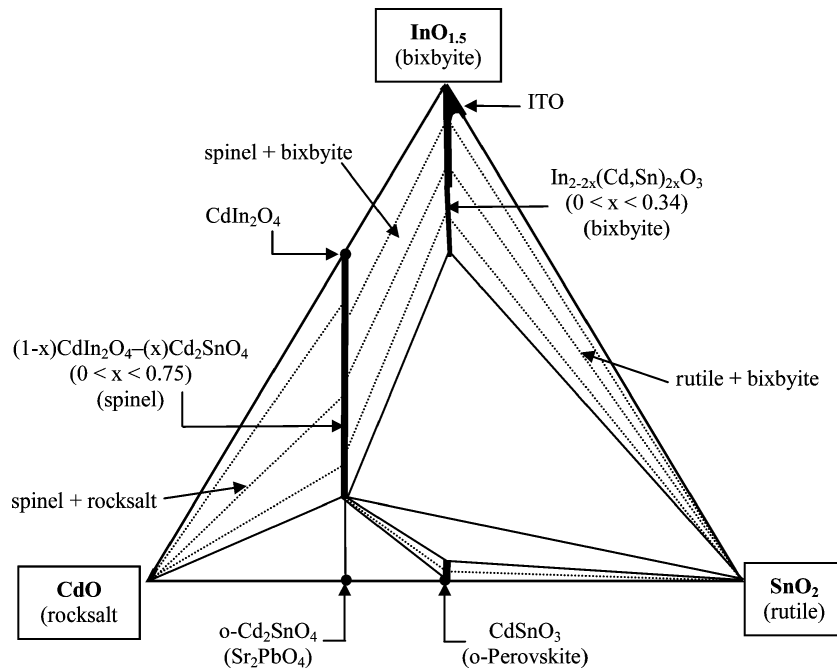 InO1.5
(bixbyite)
ITO
spinel + bixbyite
In2-2x(Cd,Sn)2xO3
(0 < x < 0.34)
(bixbyite)
CdIn2O4
(1-x)CdIn2O4–(x)Cd2SnO4
(0 < x < 0.75)
(spinel)
rutile + bixbyite
spinel + rocksalt
CdO
(rocksalt
SnO2
(rutile)
o-Cd2SnO4
(Sr2PbO4)
CdSnO3
(o-Perovskite)